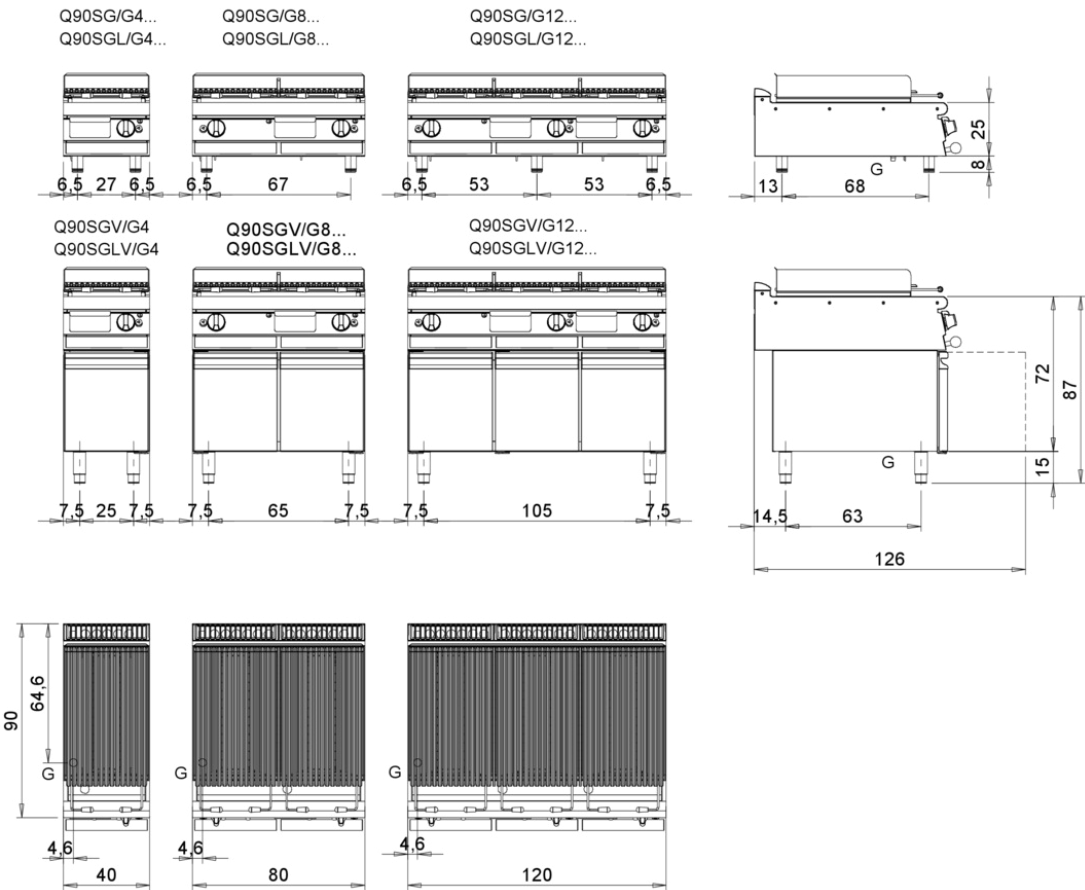 Q90SG/G4...
Q90SGL/G4...
Q90SG/G8...
Q90SGL/G8...
Q90SG/G12...
Q90SGL/G12...
25
8
G
6,5 27 6,5
6,5 67
6,5 53 53 6,5
13 68
Q90SGV/G4
Q90SGLV/G4
Q90SGV/G8...
Q90SGLV/G8...
Q90SGV/G12...
Q90SGLV/G12...
72
87
G
15
7,5 25 7,5
7,5 65 7,5
7,5 105 7,5
14,5 63
126
90
64,6
G
G
G
4,6
4,6
4,6
40
80
120